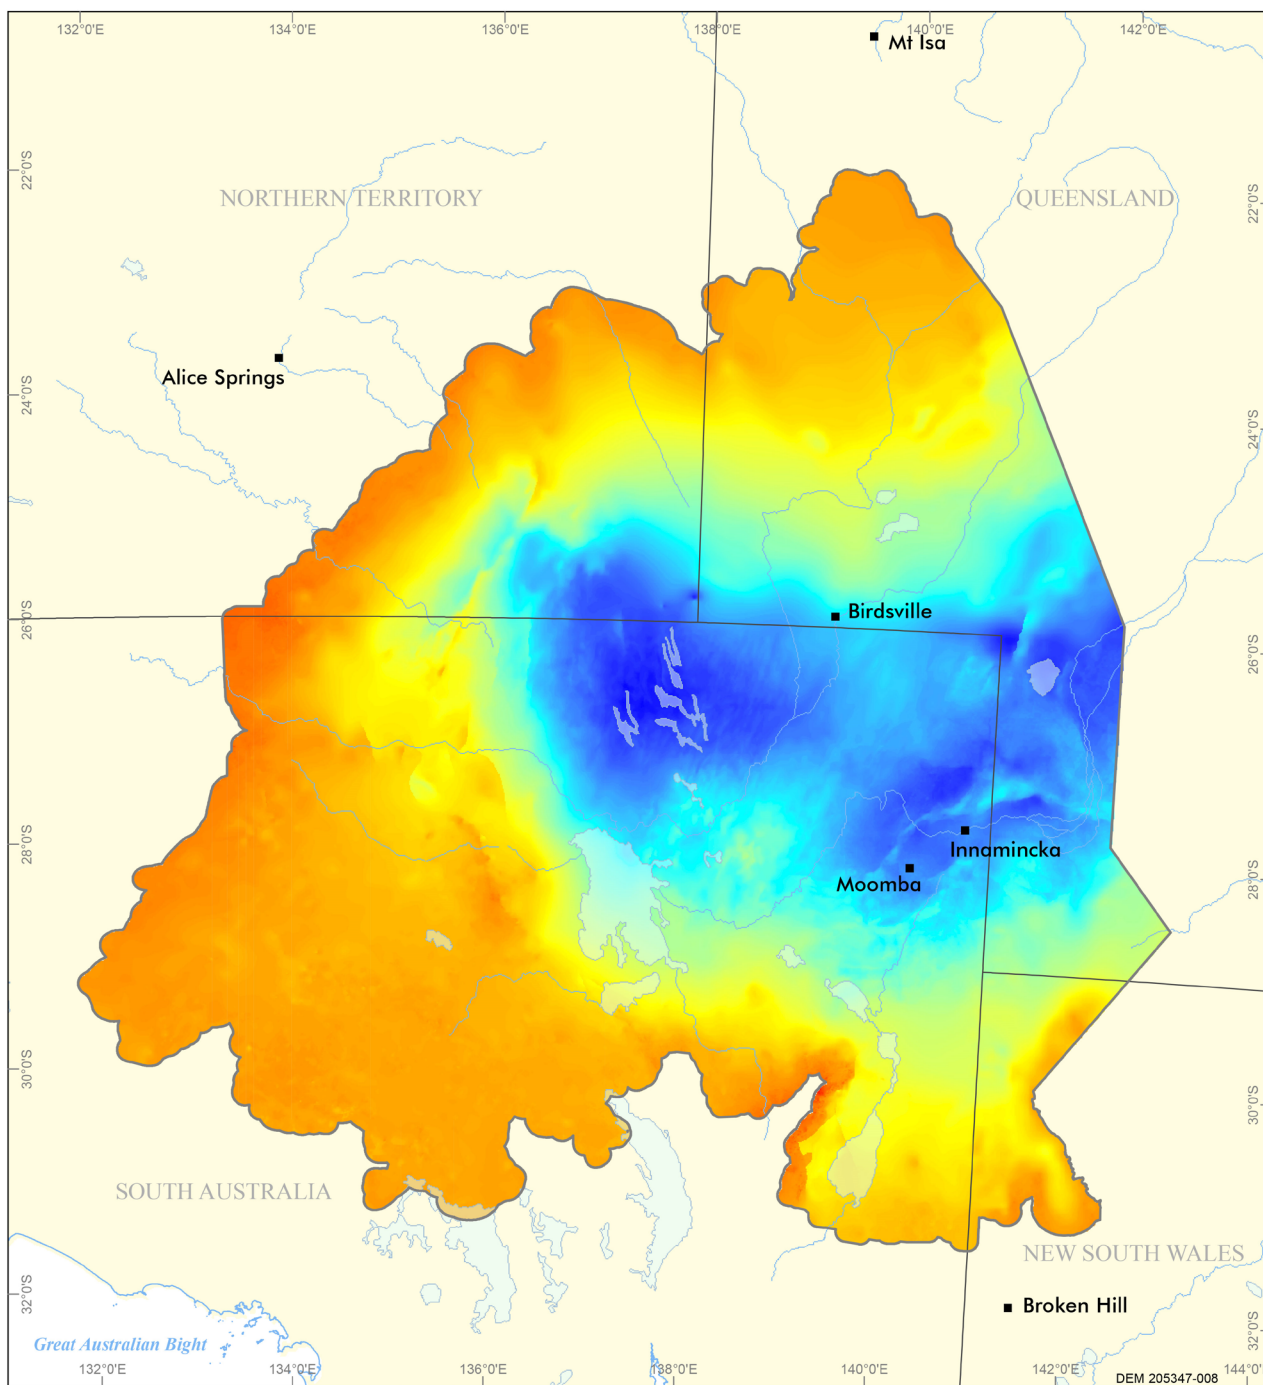 132°0'E 134°0'E 136°0'E 138°0'E 140°0'E 142°0'E
Mt Isa
22°0'S
NORTHERN TERRITORY QUEENSLAND
22°0'S
Alice Springs
24°0'S
24°0'S
26°0'S
Birdsville
26°0'S
28°0'S
Innamincka
Moomba
28°0'S
30°0'S
30°0'S
SOUTH AUSTRALIA
NEW SOUTH WALES
32°0'S
Broken Hill
32°0'S
Great Australian Bight
132°0'E 134°0'E 136°0'E 138°0'E 140°0'E 142°0'E 144°0'E
DEM 205347-008